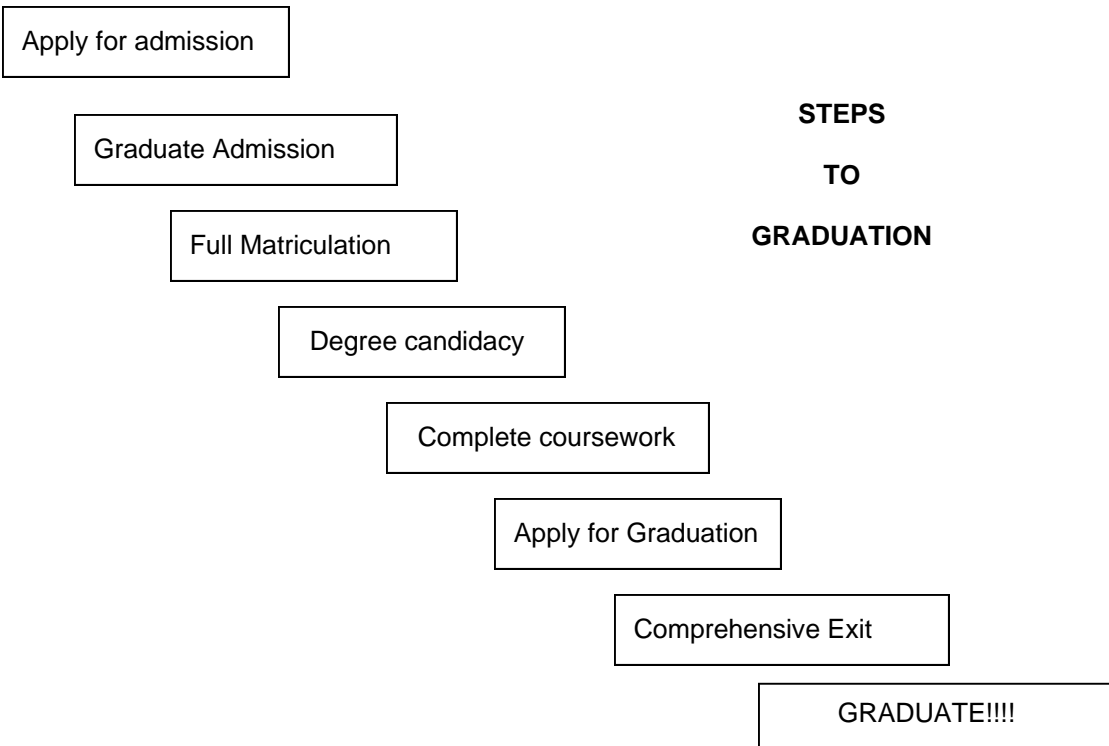 Apply for admission
Graduate Admission
Full Matriculation
Degree candidacy
Complete coursework
Apply for Graduation
Comprehensive Exit
GRADUATE!!!!
STEPS
TO
GRADUATION